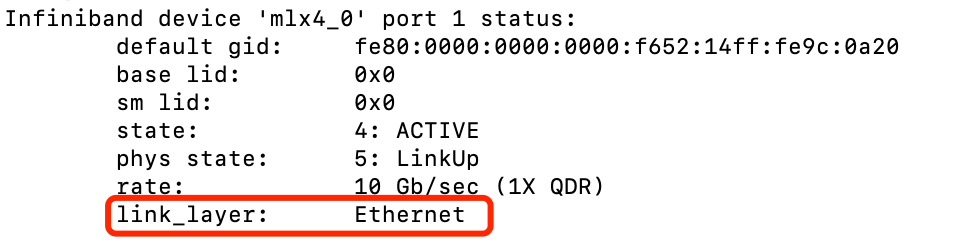 Infiniband device 'mlx4_0' port 1 status:
default gid: fe80:0000:0000:0000:f652:14ff:fe9c:0a20
base lid: 0x0
sm lid: 0x0
state: 4: ACTIVE
phys state: 5: LinkUp
rate: 10 Gb/sec (1X QDR)
link_layer: Ethernet